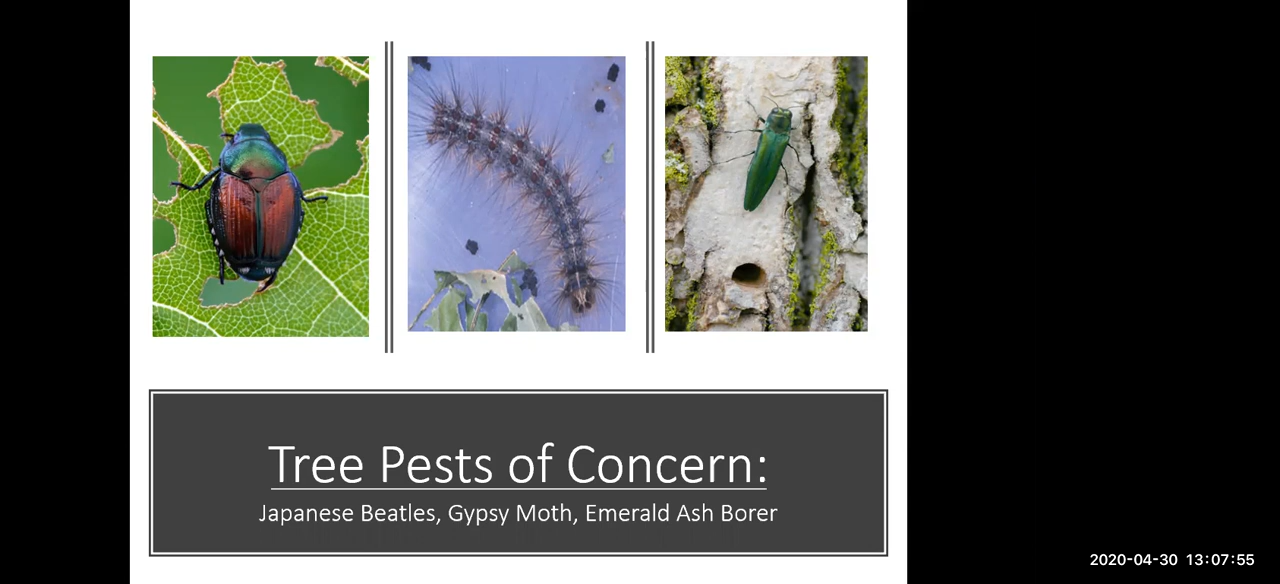 Tree Pests of Concern:
Japanese Beatles, Gypsy Moth, Emerald Ash Borer
2020-04-30 13:07:55